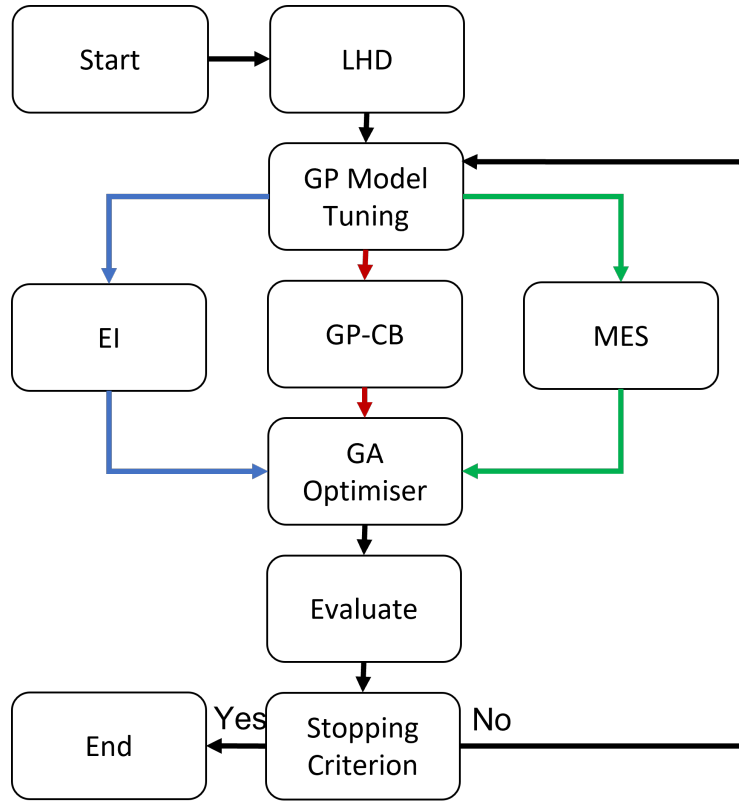 Start
LHD
GP Model
Tuning
EI
GP-CB
MES
GA
Optimiser
Evaluate
End
Yes
Stopping
Criterion
No